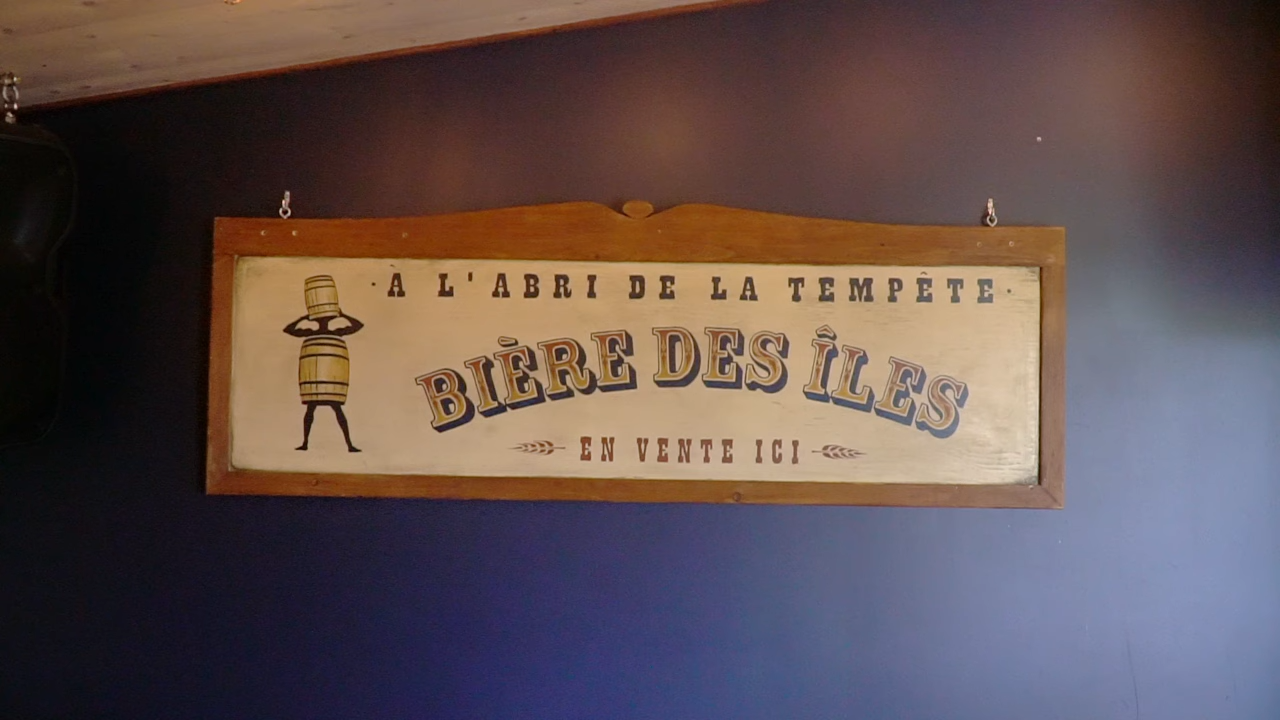 · À L'ABRI DE LA TEMPÊTE ·
BIÈRE DES ÎLES
EN VENTE ICI